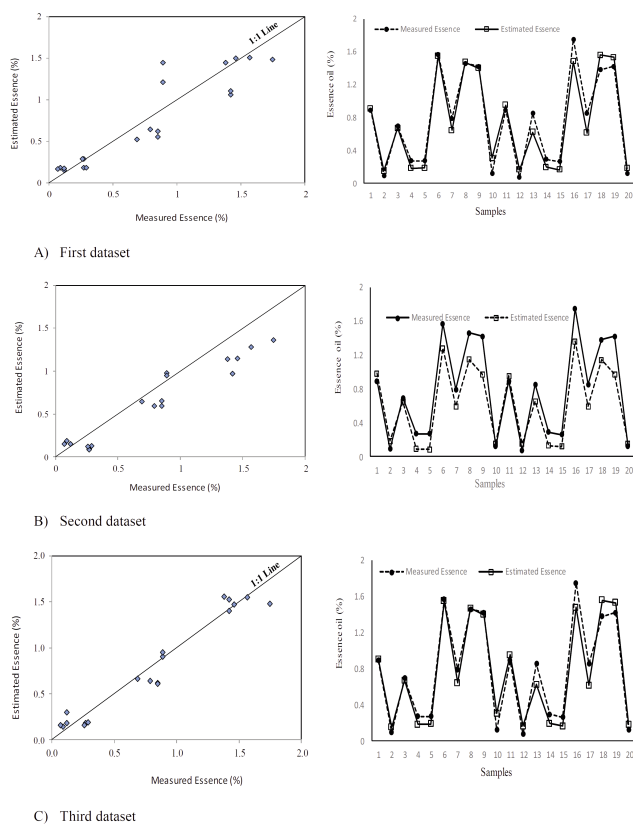 2
1:1 Line
1.5
1
0.5
0
Estimated Essence (%)
0 0.5 1 1.5 2
Measured Essence (%)
2
1.6
1.2
0.8
0.4
0
Essence oil (%)
Measured Essence Estimated Essence
1 2 3 4 5 6 7 8 9 10 11 12 13 14 15 16 17 18 19 20
Samples
A) First dataset
2
1.5
1
0.5
0
Estimated Essence (%)
0 0.5 1 1.5 2
Measured Essence (%)
2
1.6
1.2
0.8
0.4
0
Essence oil (%)
Measured Essence Estimated Essence
1 2 3 4 5 6 7 8 9 10 11 12 13 14 15 16 17 18 19 20
Samples
B) Second dataset
2.0
1:1 Line
1.5
1.0
0.5
0.0
Estimated Essence (%)
0.0 0.5 1.0 1.5 2.0
Measured Essence (%)
2
1.6
1.2
0.8
0.4
0
Essence oil (%)
Measured Essence Estimated Essence
1 2 3 4 5 6 7 8 9 10 11 12 13 14 15 16 17 18 19 20
Samples
C) Third dataset